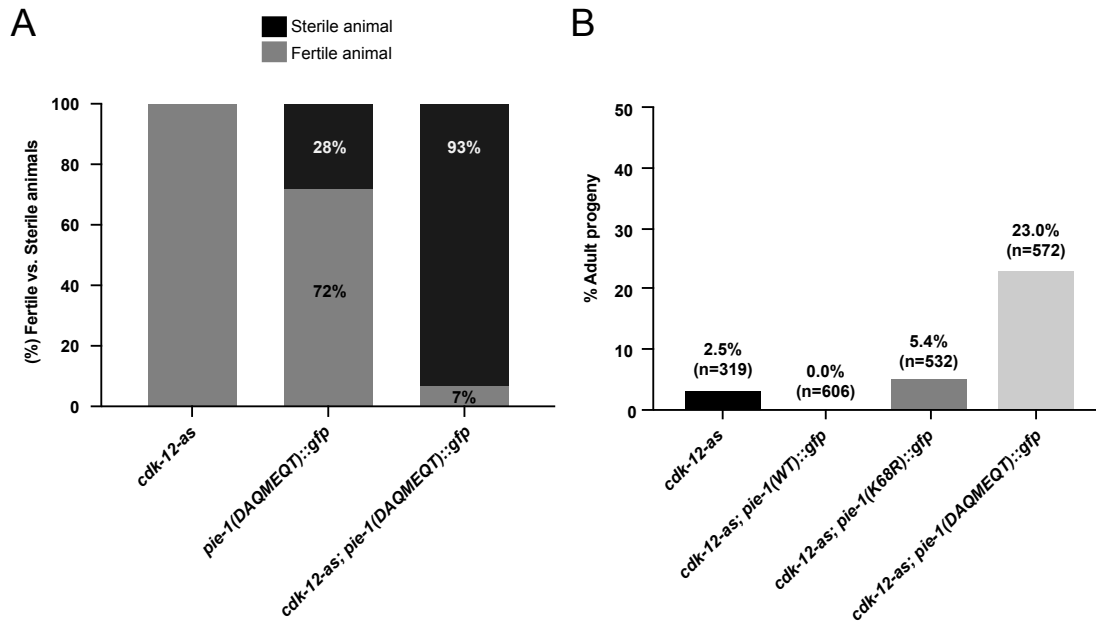 A
Sterile animal
Fertile animal
(%) Fertile vs. Sterile animals
100
80
60
40
20
0
28%
93%
72%
7%
cdk-12-as
pie-1(DAQMEQT)::gfp
cdk-12-as; pie-1(DAQMEQT)::gfp
B
% Adult progeny
50
40
30
20
10
0
2.5%
(n=319)
0.0%
(n=606)
5.4%
(n=532)
23.0%
(n=572)
cdk-12-as
cdk-12-as; pie-1(WT)::gfp
cdk-12-as; pie-1(K68R)::gfp
cdk-12-as; pie-1(DAQMEQT)::gfp